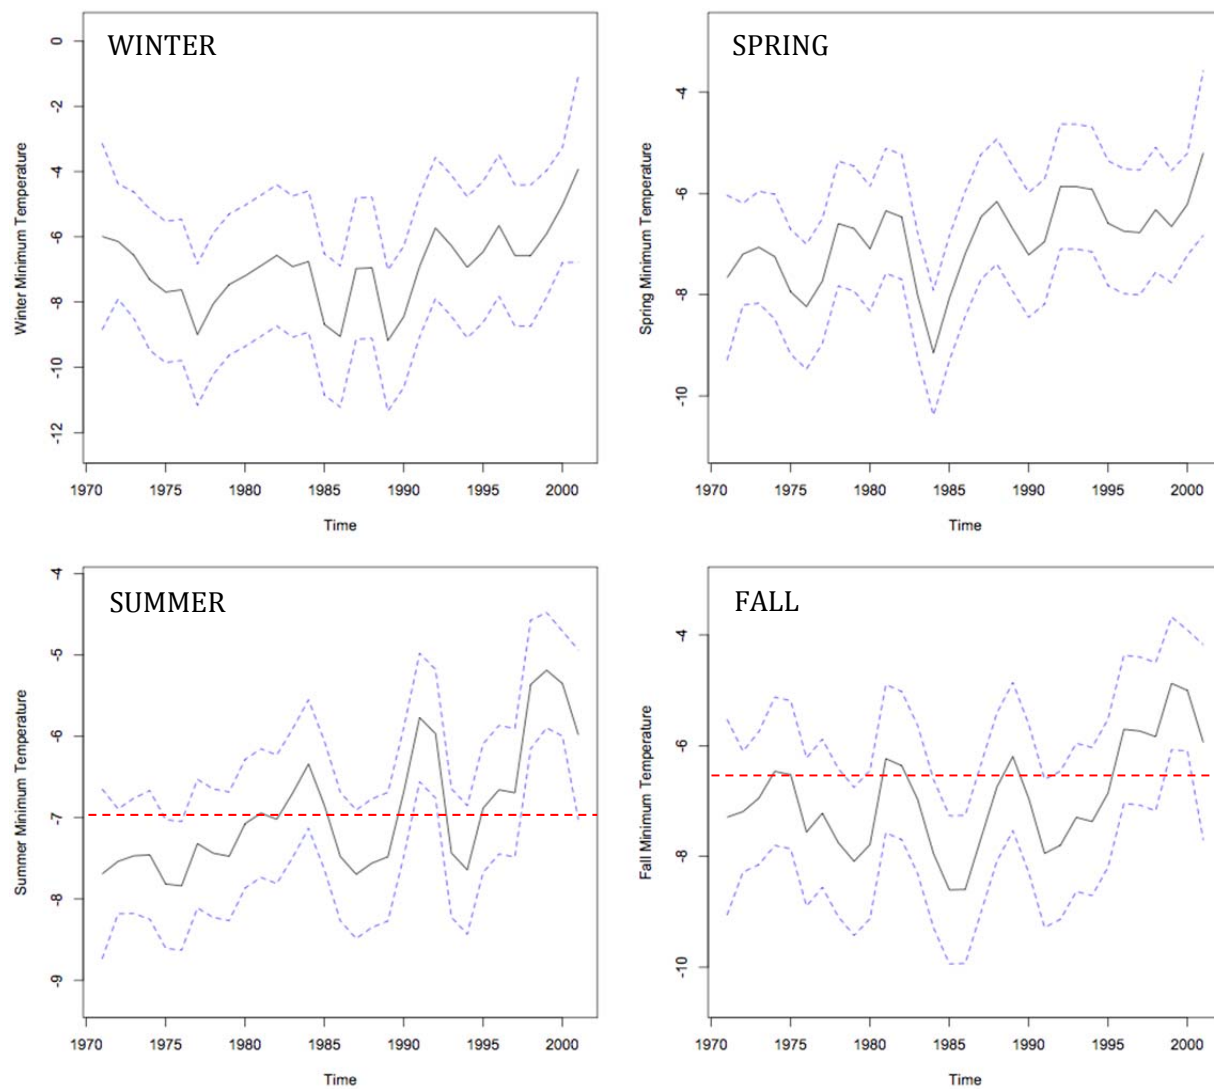 WINTER
Winter Minimum Temperature
0
-2
-4
-6
-8
-10
-12
1970 1975 1980 1985 1990 1995 2000
Time
SPRING
Spring Minimum Temperature
-4
-6
-8
-10
1970 1975 1980 1985 1990 1995 2000
Time
SUMMER
Summer Minimum Temperature
-4
-5
-6
-7
-8
-9
1970 1975 1980 1985 1990 1995 2000
Time
FALL
Fall Minimum Temperature
-4
-6
-8
-10
1970 1975 1980 1985 1990 1995 2000
Time